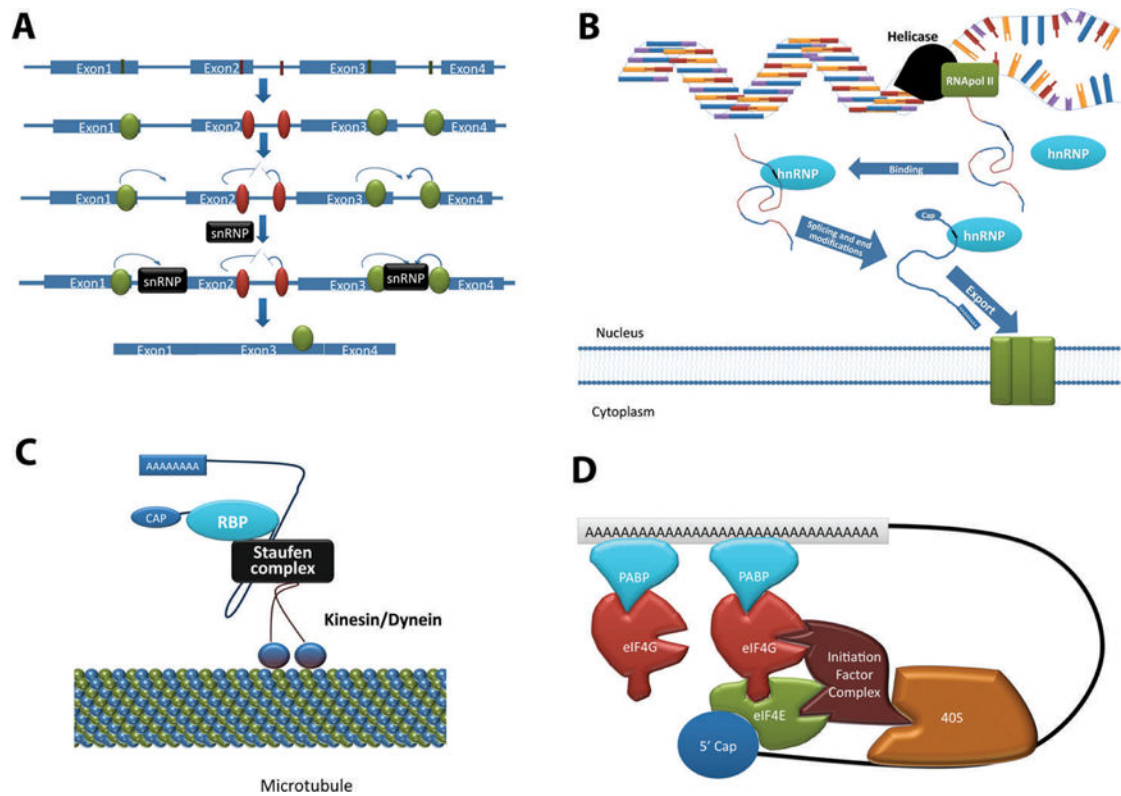 A
Exon1 Exon2 Exon3 Exon4
Exon1 Exon2 Exon3 Exon4
Exon1 Exon2 Exon3 Exon4
snRNP
Exon1 snRNP Exon2 Exon3 snRNP Exon4
Exon1 Exon3 Exon4
B
Helicase
RNApol II
hnRNP
Binding
hnRNP
Splicing and end
modifications
Cap
hnRNP
Export
Nucleus
Cytoplasm
C
AAAAAAAA
CAP
RBP
Staufen
complex
Kinesin/Dynein
Microtubule
D
PABP
PABP
eIF4G
eIF4G
Initiation
Factor
Complex
eIF4E
40S
5' Cap